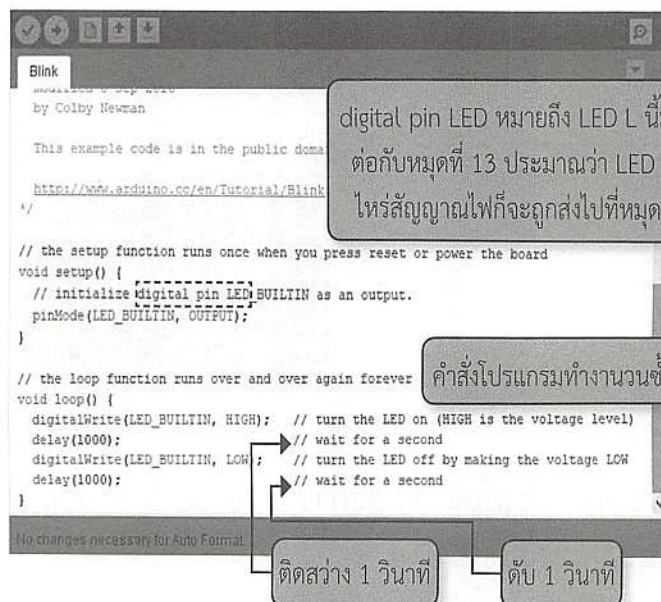 Blink
by Colby Newman
digital pin LED หมายถึง LED L นี้
This example code is in the public doma
ต่อกับหมุดที่ 13 ประมาณว่า LED
http://www.arduino.cc/en/Tutorial/Blink
ไหร่สัญญาณไฟก็จะถูกส่งไปที่หมุด
*/
// the setup function runs once when you press reset or power the board
void setup() {
// initialize digital pin LED_BUILTIN as an output.
pinMode(LED_BUILTIN, OUTPUT);
}
คำสั่งโปรแกรมทำงานวนซ้
// the loop function runs over and over again forever
void loop() {
digitalWrite(LED_BUILTIN, HIGH); // turn the LED on (HIGH is the voltage level)
delay(1000); // wait for a second
digitalWrite(LED_BUILTIN, LOW); // turn the LED off by making the voltage LOW
delay(1000); // wait for a second
}
No changes necessary for Auto Format.
ติดสว่าง 1 วินาที
ดับ 1 วินาที